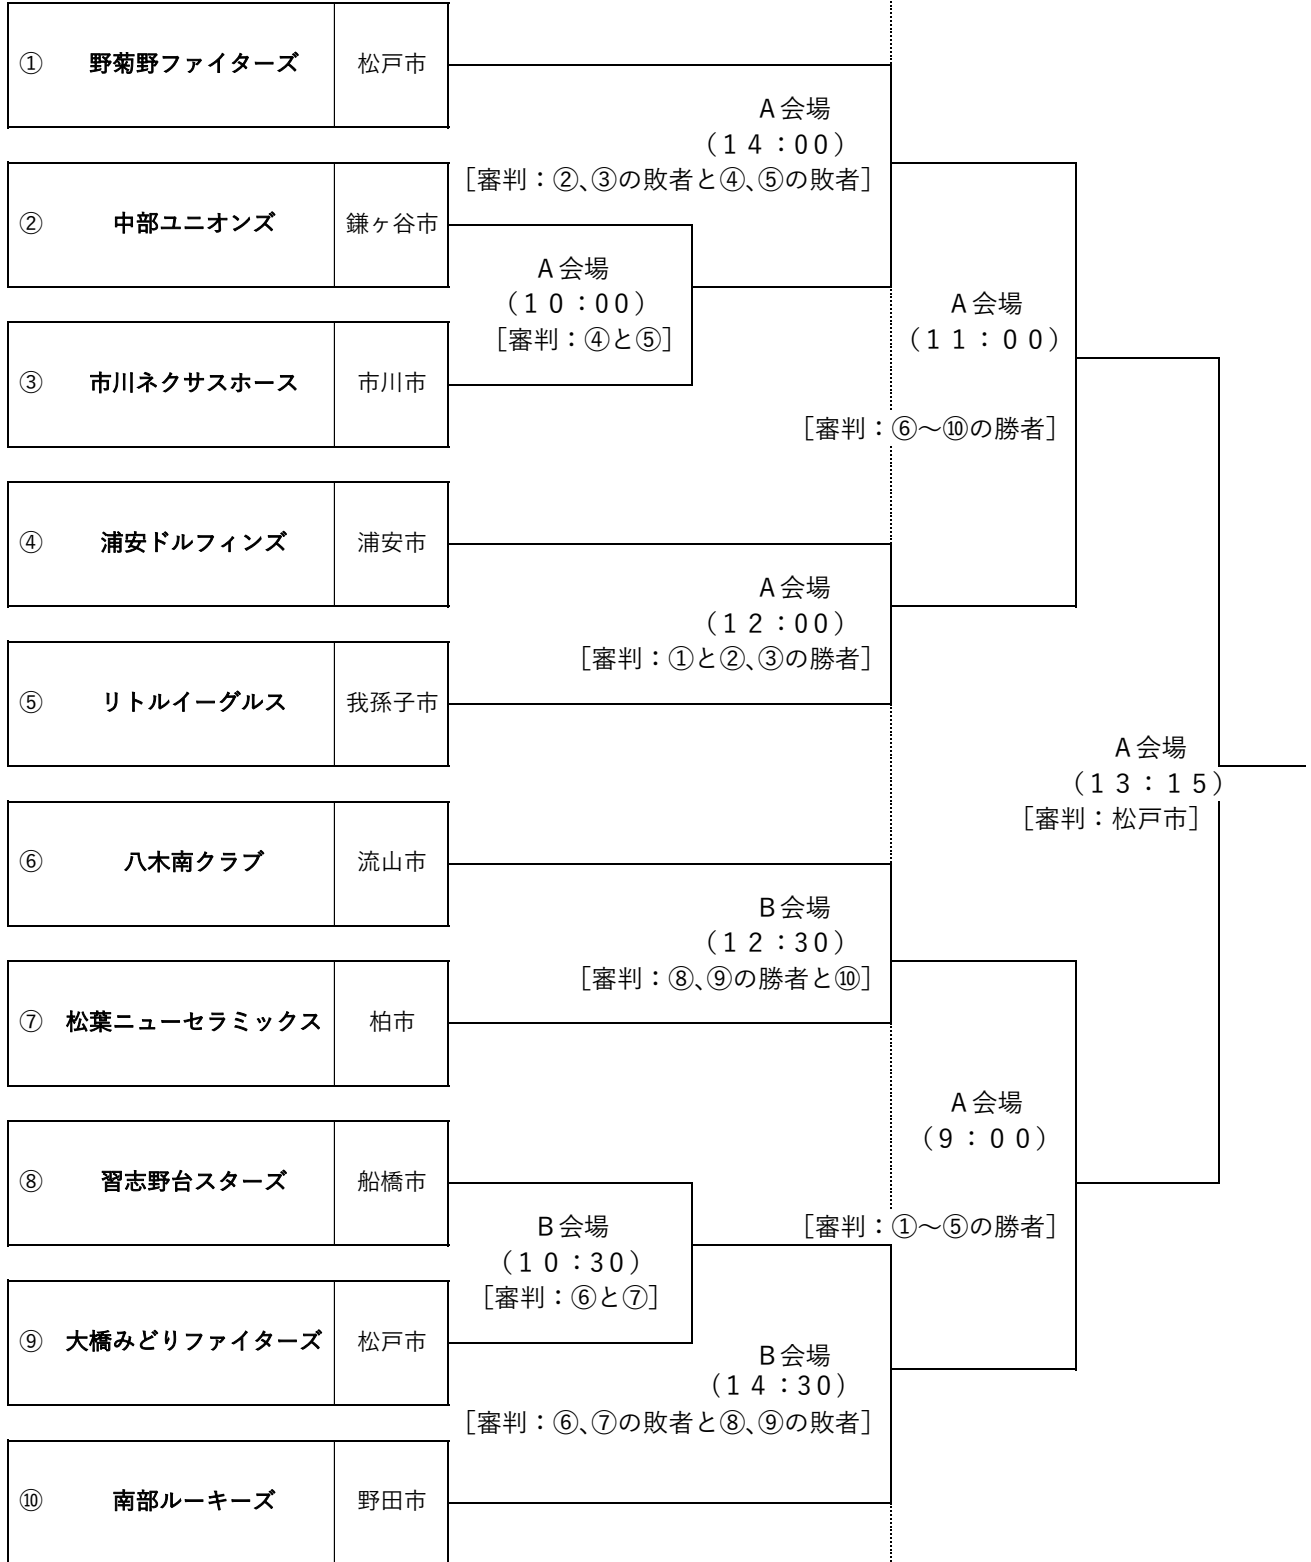 ① 野菊野ファイターズ 松戸市
A会場
(14:00)
[審判:②、③の敗者と④、⑤の敗者]
② 中部ユニオンズ 鎌ヶ谷市
A会場
(10:00)
[審判:④と⑤]
A会場
(11:00)
③ 市川ネクサスホース 市川市
[審判:⑥~⑩の勝者]
④ 浦安ドルフィンズ 浦安市
A会場
(12:00)
[審判:①と②、③の勝者]
⑤ リトルイーグルス 我孫子市
A会場
(13:15)
[審判:松戸市]
⑥ 八木南クラブ 流山市
B会場
(12:30)
[審判:⑧、⑨の勝者と⑩]
⑦ 松葉ニューセラミックス 柏市
A会場
(9:00)
⑧ 習志野台スターズ 船橋市
B会場
(10:30)
[審判:⑥と⑦]
[審判:①~⑤の勝者]
⑨ 大橋みどりファイターズ 松戸市
B会場
(14:30)
[審判:⑥、⑦の敗者と⑧、⑨の敗者]
⑩ 南部ルーキーズ 野田市